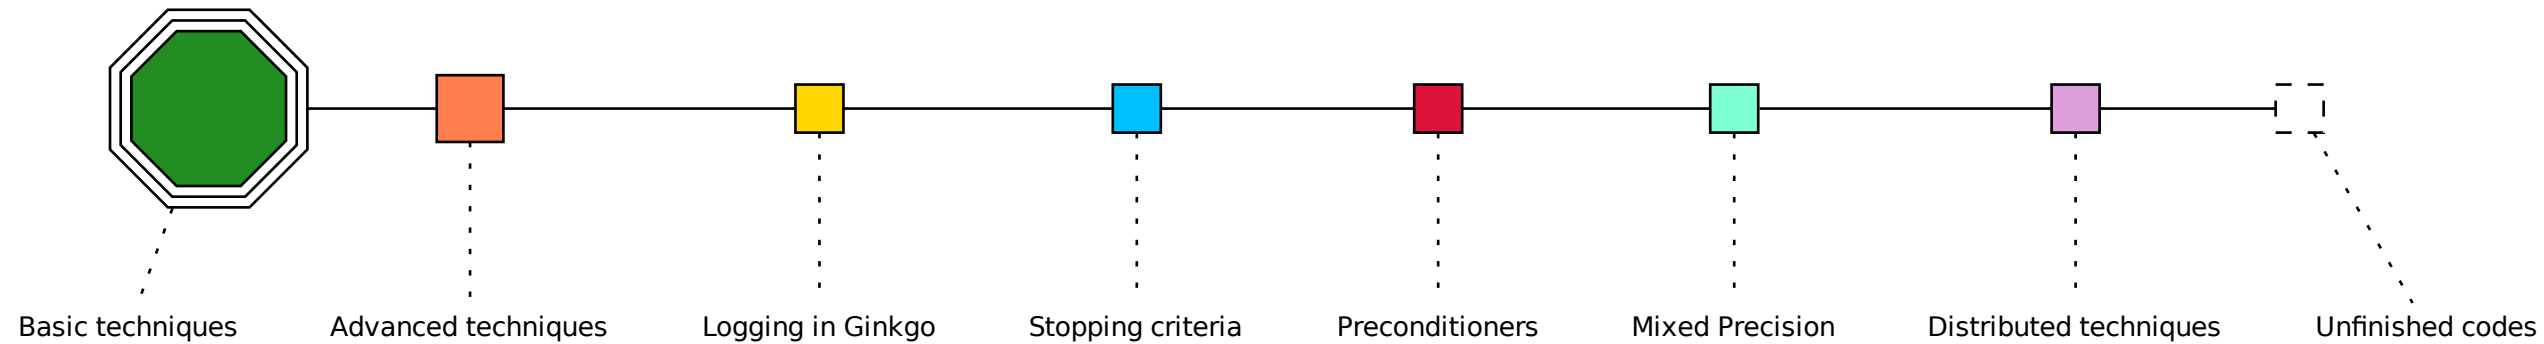 Basic techniques
Advanced techniques
Logging in Ginkgo
Stopping criteria
Preconditioners
Mixed Precision
Distributed techniques
Unfinished codes